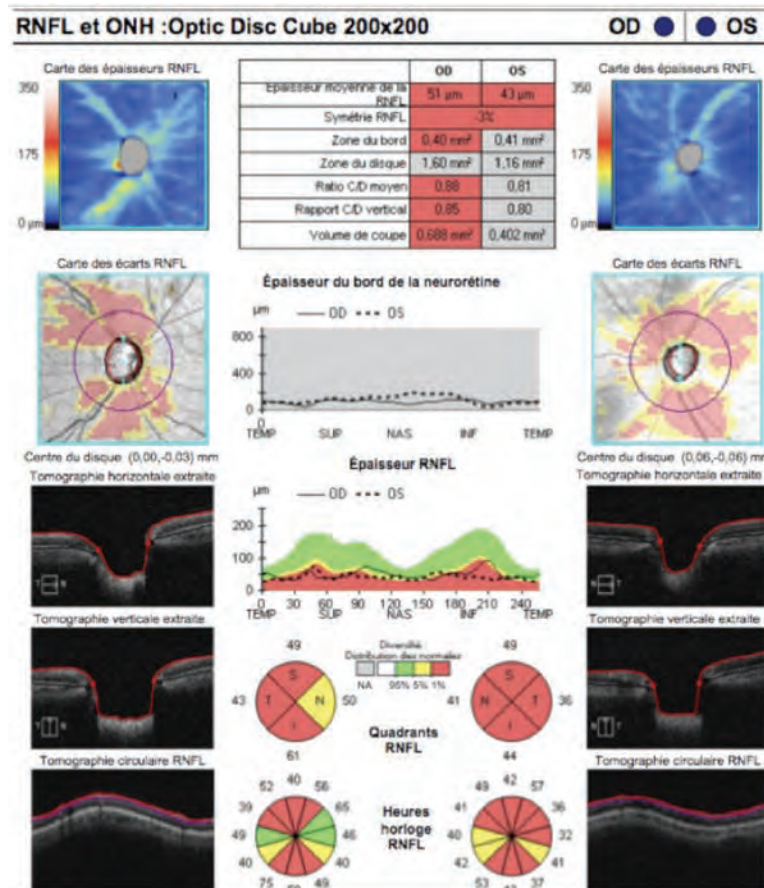 RNFL et ONH :Optic Disc Cube 200x200 OD OS
Carte des épaisseurs RNFL
350
175
0 µm
OD OS
Epaisseur moyenne de la RNFL 51 µm 43 µm
Symétrie RNFL -3%
Zone du bord 0,40 mm² 0,41 mm²
Zone du disque 1,60 mm² 1,16 mm²
Ratio C/D moyen 0,88 0,81
Rapport C/D vertical 0,85 0,80
Volume de coupe 0,688 mm² 0,402 mm²
Carte des épaisseurs RNFL
350
175
0 µm
Carte des écarts RNFL
Épaisseur du bord de la neurorétine
µm OD OS
800
400
0
0
TEMP SUP NAS INF TEMP
Carte des écarts RNFL
Centre du disque (0,00,-0,03) mm
Tomographie horizontale extraite
Épaisseur RNFL
µm OD OS
200
100
0
0 30 60 90 120 150 180 210 240
TEMP SUP NAS INF TEMP
Centre du disque (0,06,-0,06) mm
Tomographie horizontale extraite
T N
T N
Tomographie verticale extraite
Tomographie verticale extraite
Diversifié
Distribution des normales
NA 95% 5% 1%
49
S
43 T N 50
I
61
Quadrants
RNFL
49
S
41 N T 36
I
44
Tomographie circulaire RNFL
Tomographie circulaire RNFL
Heures
horloge
RNFL
40
52 56
39 65
49 46
40 40
75 49
42
49 57
41 36
40 32
42 41
53 37